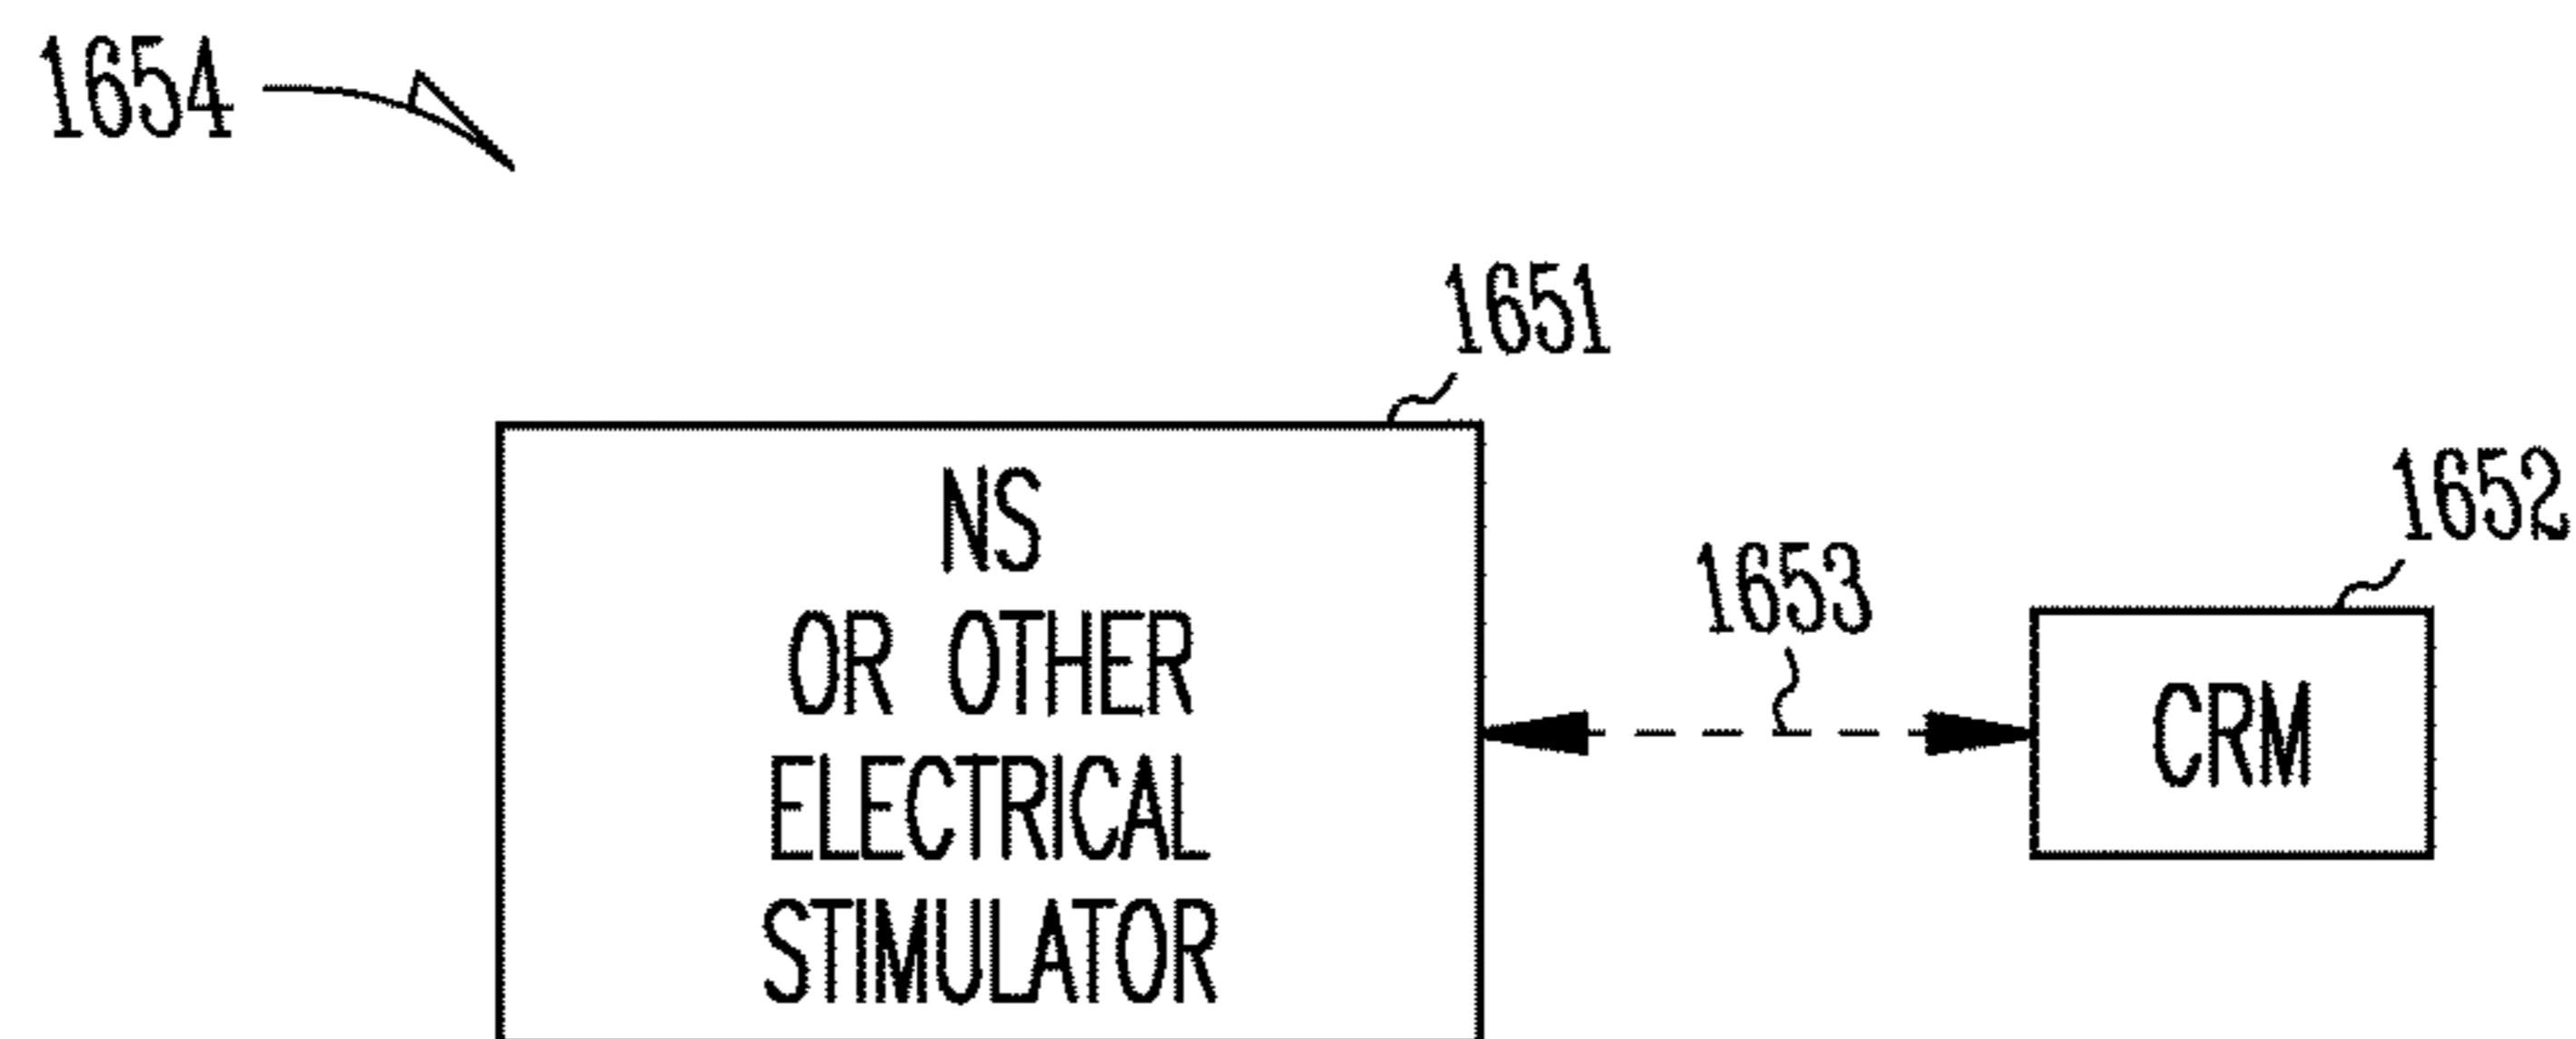 1654
1651
NS
OR OTHER
ELECTRICAL
STIMULATOR
1653
1652
CRM